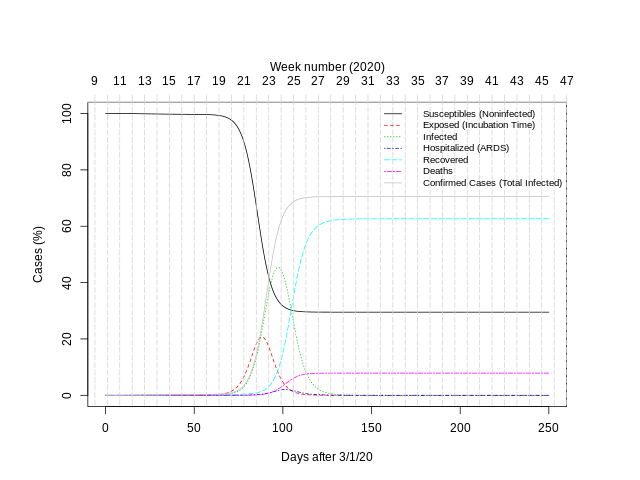 Week number (2020)
9 11 13 15 17 19 21 23 25 27 29 31 33 35 37 39 41 43 45 47
100
80
60
40
20
0
Cases (%)
Susceptibles (Noninfected)
Exposed (Incubation Time)
Infected
Hospitalized (ARDS)
Recovered
Deaths
Confirmed Cases (Total Infected)
0 50 100 150 200 250
Days after 3/1/20